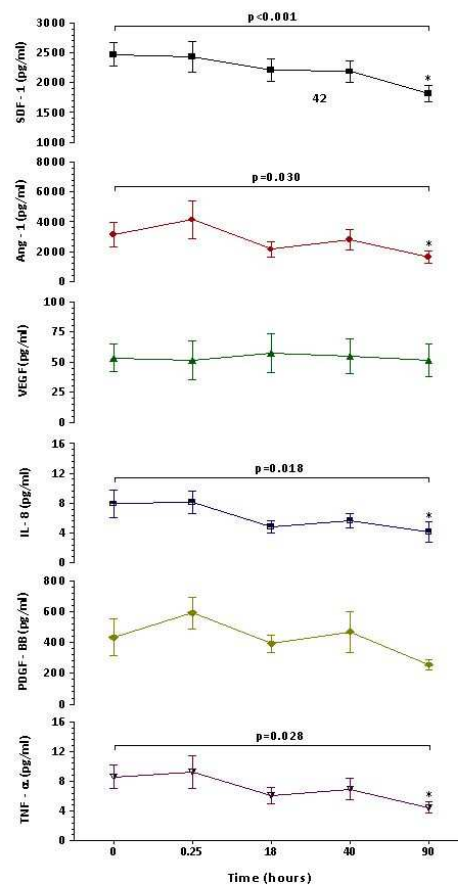 p<0.001
SDF - 1 (pg/ml)
3000
2500
2000
1500
1000
*
42
p=0.030
Ang - 1 (pg/ml)
8000
6000
4000
2000
0
*
VEGF(pg/ml)
100
75
50
25
0
p=0.018
IL - 8 (pg/ml)
16
12
8
4
0
*
PDGF - BB(pg/ml)
800
600
400
200
0
p=0.028
TNF - α (pg/ml)
16
12
8
4
0
*
0 0.25 18 40 90
Time (hours)